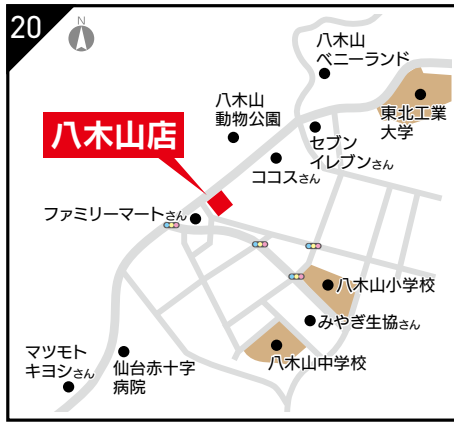 20
N
八木山
ベニーランド
八木山
動物公園
東北工業
大学
セブン
イレブンさん
八木山店
ココスさん
ファミリーマートさん
八木山小学校
みやぎ生協さん
八木山中学校
マツモト
キヨシさん
仙台赤十字
病院